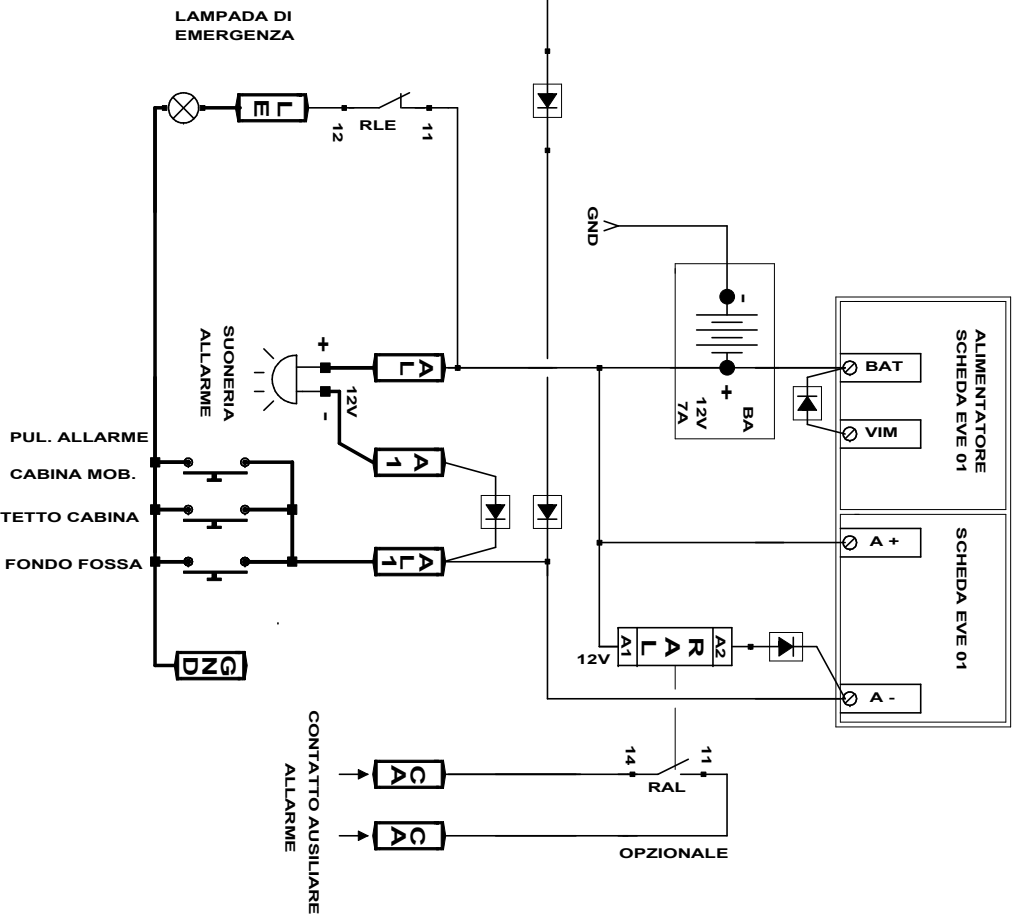 LAMPADA DI
EMERGENZA
LE
12
RLE
11
GND
-
+
BA
12V
7A
ALIMENTATORE
SCHEDA EVE 01
BAT
VIM
SUONERIA
ALLARME
+
-
12V
AL
A1
AL1
PUL. ALLARME
CABINA MOB.
TETTO CABINA
FONDO FOSSA
GND
SCHEDA EVE 01
A +
A -
12V
A1
RAL
A2
CONTATTO AUSILIARE
ALLARME
CA
CA
14
11
RAL
OPZIONALE